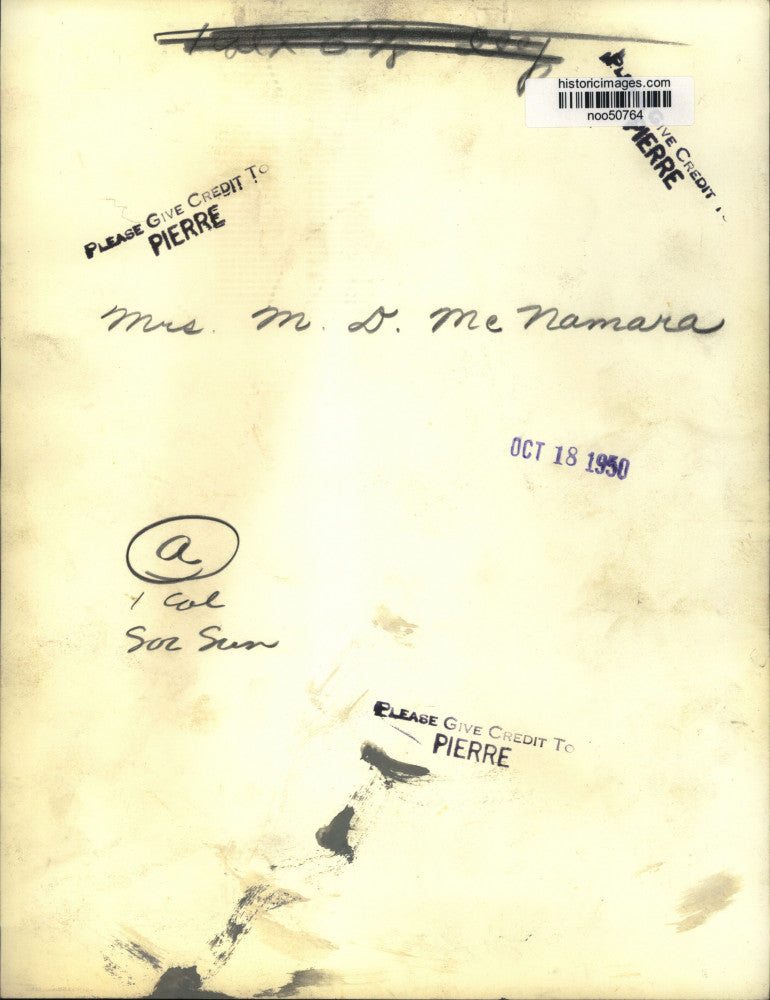 historicimages.com
noo50764
PLEASE GIVE CREDIT TO
PIERRE
PLEASE GIVE CREDIT TO
PIERRE
Mrs. M. D. McNamara
OCT 18 1950
a
1 Col
Soc Sun
PLEASE GIVE CREDIT TO
PIERRE